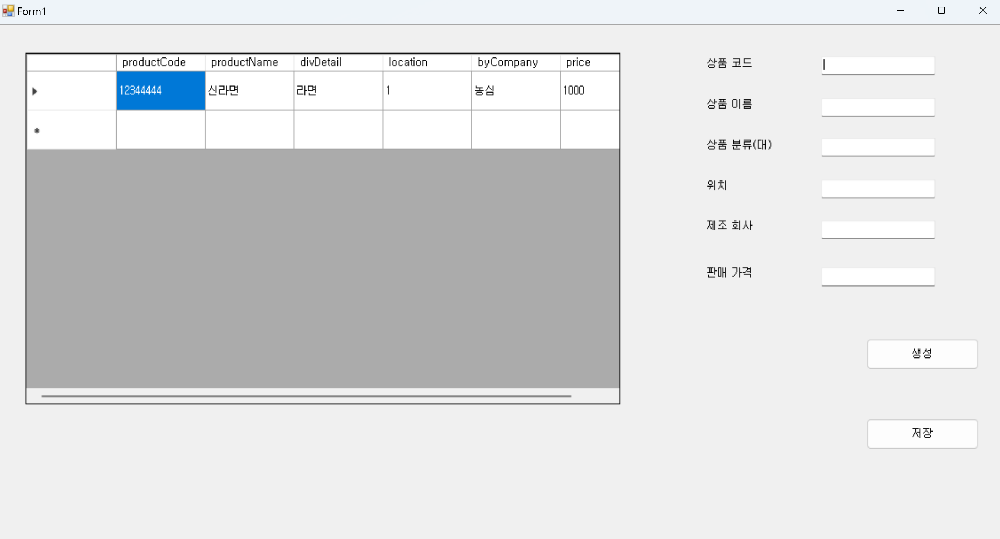 Form1
productCode productName divDetail location byCompany price
12344444 신라면 라면 1 농심 1000
상품 코드
상품 이름
상품 분류(대)
위치
제조 회사
판매 가격
생성
저장